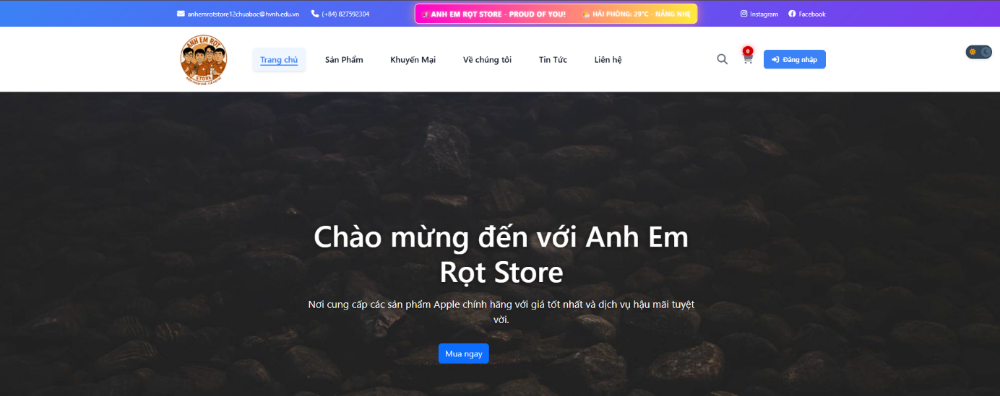 anhemrotstore12chuaboc@hvnh.edu.vn
(+84) 827592304
ANH EM RỌT STORE - PROUD OF YOU!
HẢI PHÒNG: 29°C - NẮNG NHẸ
Instagram
Facebook
ANH EM RỌT
STORE
Trang chủ
Sản Phẩm
Khuyến Mại
Về chúng tôi
Tin Tức
Liên hệ
0
Đăng nhập
Chào mừng đến với Anh Em
Rọt Store
Nơi cung cấp các sản phẩm Apple chính hãng với giá tốt nhất và dịch vụ hậu mãi tuyệt
vời.
Mua ngay